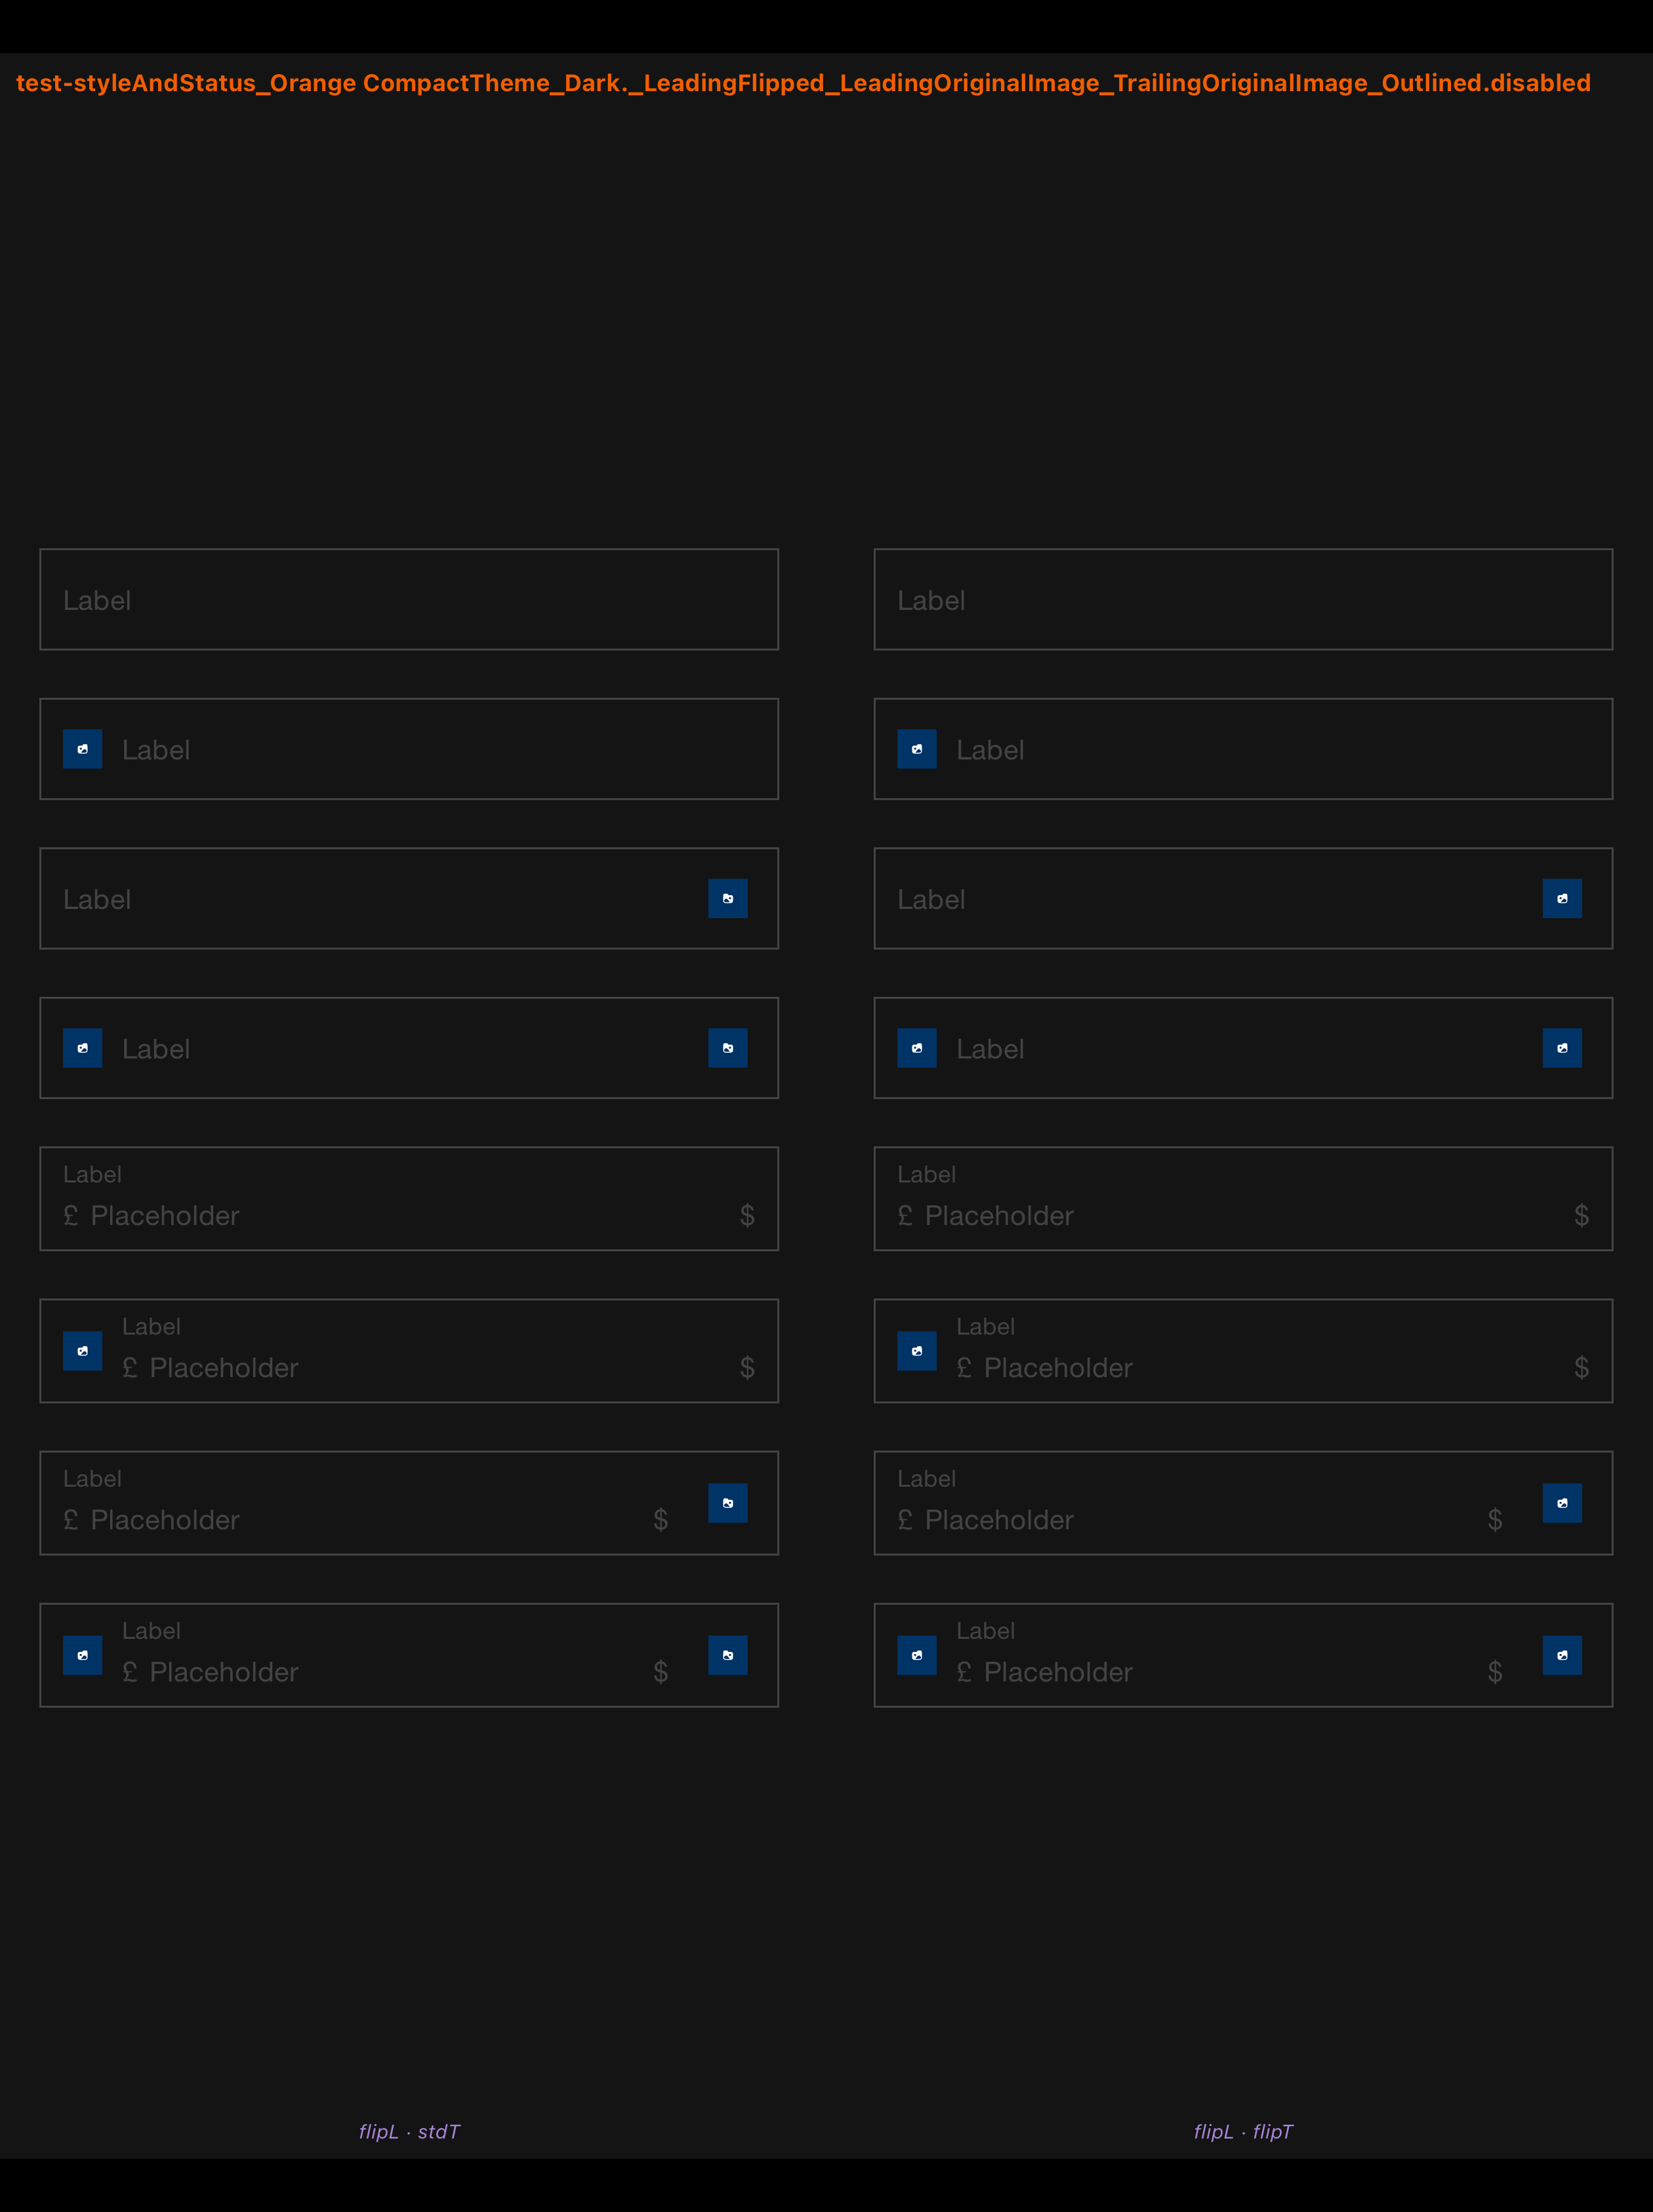 test-styleAndStatus_Orange CompactTheme_Dark._LeadingFlipped_LeadingOriginalImage_TrailingOriginalImage_Outlined.disabled
Label
Label
Label
Label
Label
£ Placeholder $
Label
£ Placeholder $
Label
£ Placeholder $
Label
£ Placeholder $
flipL · stdT
Label
Label
Label
Label
Label
£ Placeholder $
Label
£ Placeholder $
Label
£ Placeholder $
Label
£ Placeholder $
flipL · flipT